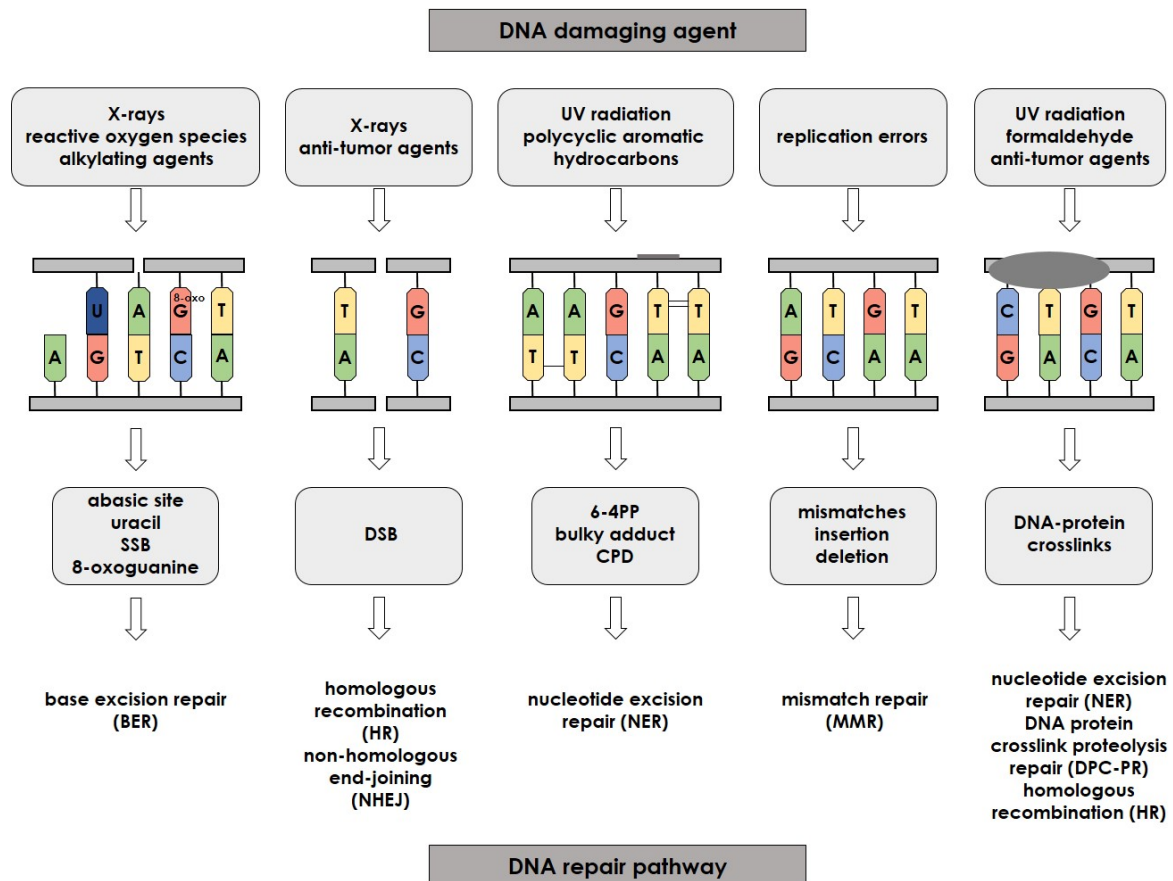 DNA damaging agent
X-rays
reactive oxygen species
alkylating agents
X-rays
anti-tumor agents
UV radiation
polycyclic aromatic
hydrocarbons
replication errors
UV radiation
formaldehyde
anti-tumor agents
U A 8-oxo G T
A G T C A
T G
A C
A A G T T
T T C A A
A T G T
G C A A
C T G T
G A C A
abasic site
uracil
SSB
8-oxoguanine
DSB
6-4PP
bulky adduct
CPD
mismatches
insertion
deletion
DNA-protein
crosslinks
base excision repair
(BER)
homologous
recombination
(HR)
non-homologous
end-joining
(NHEJ)
nucleotide excision
repair (NER)
mismatch repair
(MMR)
nucleotide excision
repair (NER)
DNA protein
crosslink proteolysis
repair (DPC-PR)
homologous
recombination (HR)
DNA repair pathway